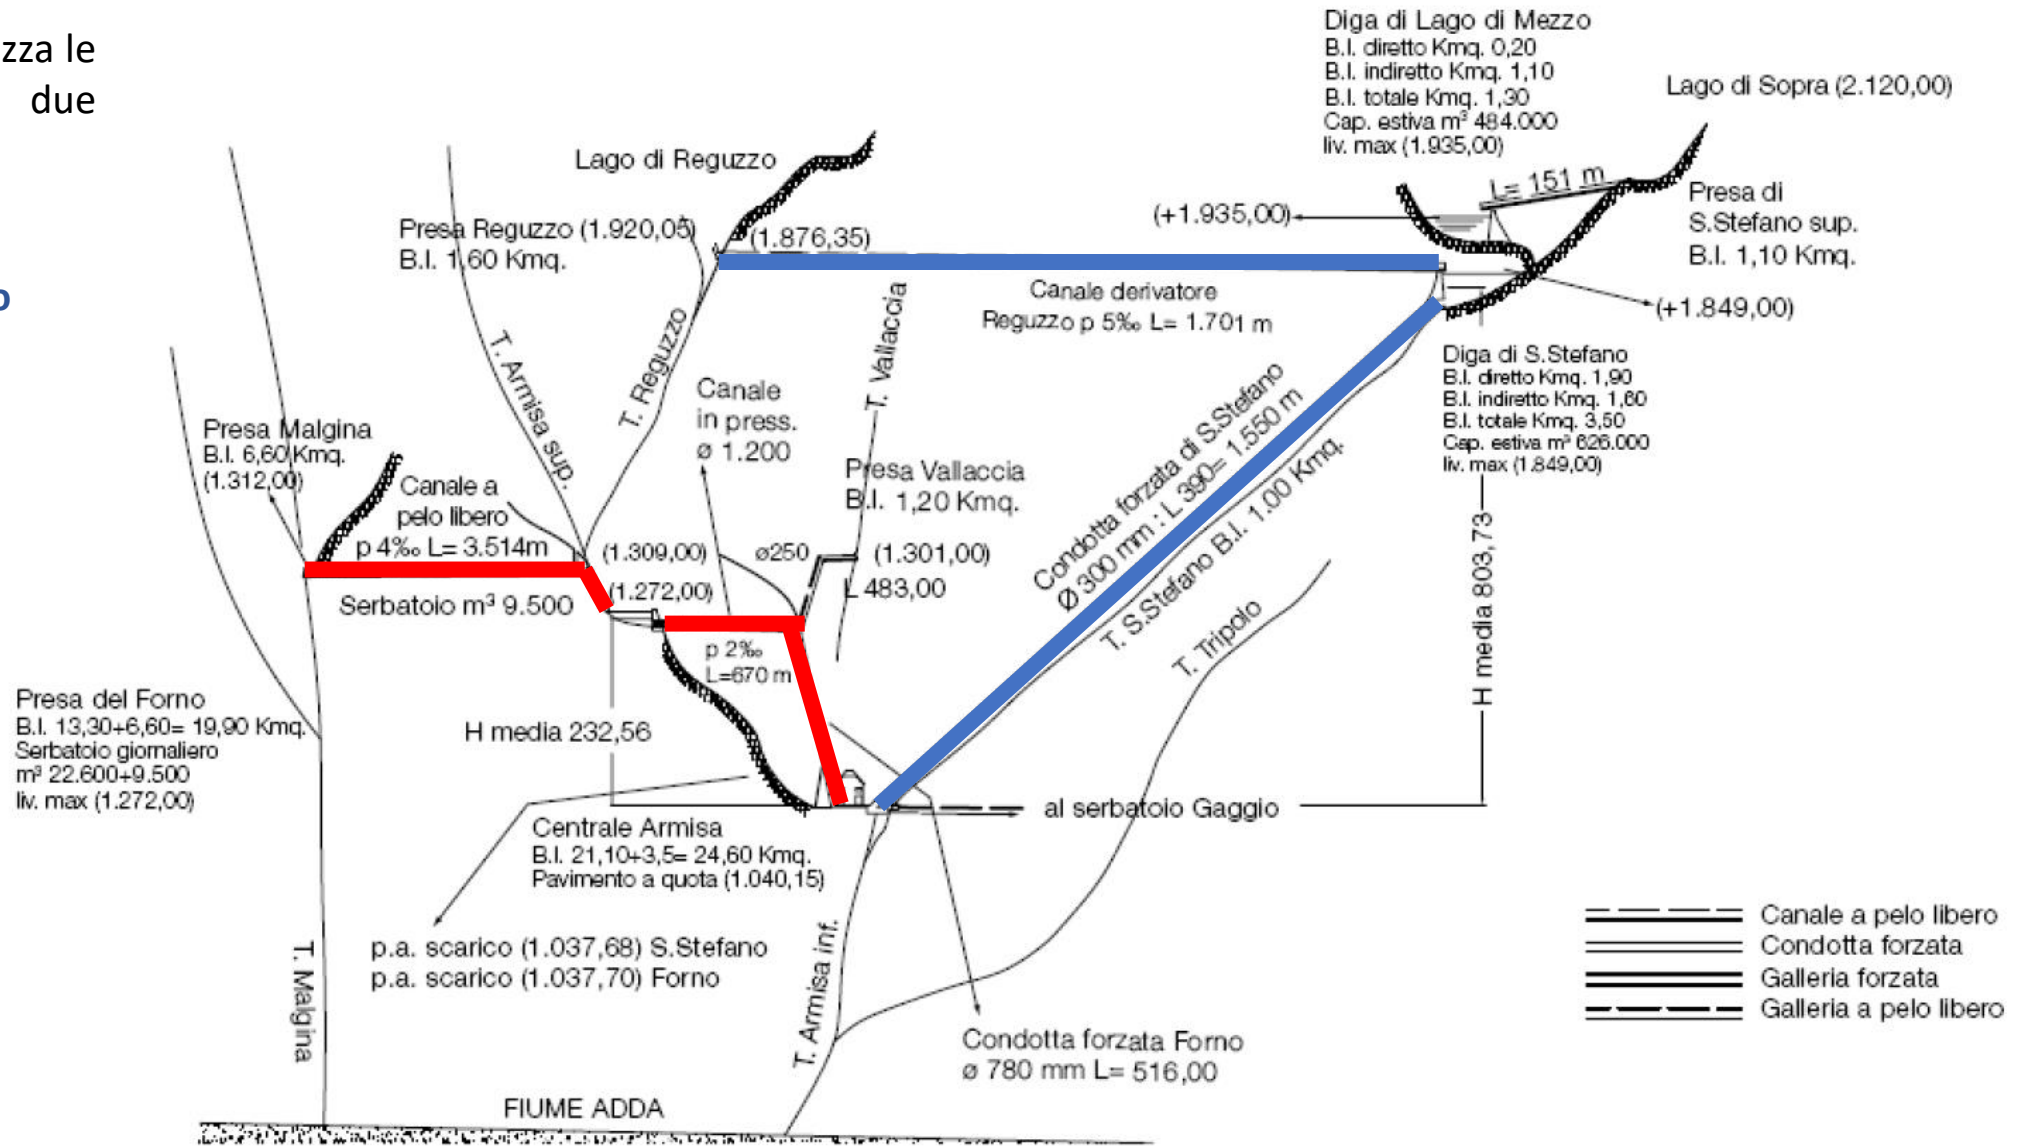 zza le
due
o
Diga di Lago di Mezzo
B.I. diretto Kmq. 0,20
B.I. indiretto Kmq. 1,10
B.I. totale Kmq. 1,30
Cap. estiva m³ 484.000
liv. max (1.935,00)
Lago di Sopra (2.120,00)
Lago di Reguzzo
L= 151 m
Presa di
S.Stefano sup.
B.I. 1,10 Kmq.
Presa Reguzzo (1.920,05)
B.I. 1,60 Kmq.
(1.876,35)
(+1.935,00)
(+1.849,00)
Canale derivatore
Reguzzo p 5‰ L= 1.701 m
T. Vallaccia
T. Armisa sup.
T. Reguzzo
Diga di S.Stefano
B.I. diretto Kmq. 1,90
B.I. indiretto Kmq. 1,60
B.I. totale Kmq. 3,50
Cap. estiva m³ 626.000
liv. max (1.849,00)
Canale
in press.
ø 1.200
Presa Malgina
B.I. 6,60 Kmq.
(1.312,00)
Canale a
pelo libero
p 4‰ L= 3.514m
Presa Vallaccia
B.I. 1,20 Kmq.
Condotta forzata di S.Stefano
Ø 300 mm : L 390= 1.550 m
T. S.Stefano B.I. 1.00 Kmq.
(1.309,00)
ø250
(1.301,00)
L 483,00
(1.272,00)
Serbatoio m³ 9.500
H media 803,73
T. Tripolo
p 2‰
L=670 m
Presa del Forno
B.I. 13,30+6,60= 19,90 Kmq.
Serbatoio giornaliero
m³ 22.600+9.500
liv. max (1.272,00)
H media 232,56
al serbatoio Gaggio
Centrale Armisa
B.I. 21,10+3,5= 24,60 Kmq.
Pavimento a quota (1.040,15)
p.a. scarico (1.037,68) S.Stefano
p.a. scarico (1.037,70) Forno
T. Malgina
T. Armisa inf.
Canale a pelo libero
Condotta forzata
Galleria forzata
Galleria a pelo libero
Condotta forzata Forno
ø 780 mm L= 516,00
FIUME ADDA